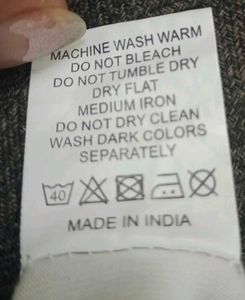 MACHINE WASH WARM
DO NOT BLEACH
DO NOT TUMBLE DRY
DRY FLAT
MEDIUM IRON
DO NOT DRY CLEAN
WASH DARK COLORS
SEPARATELY
40
MADE IN INDIA